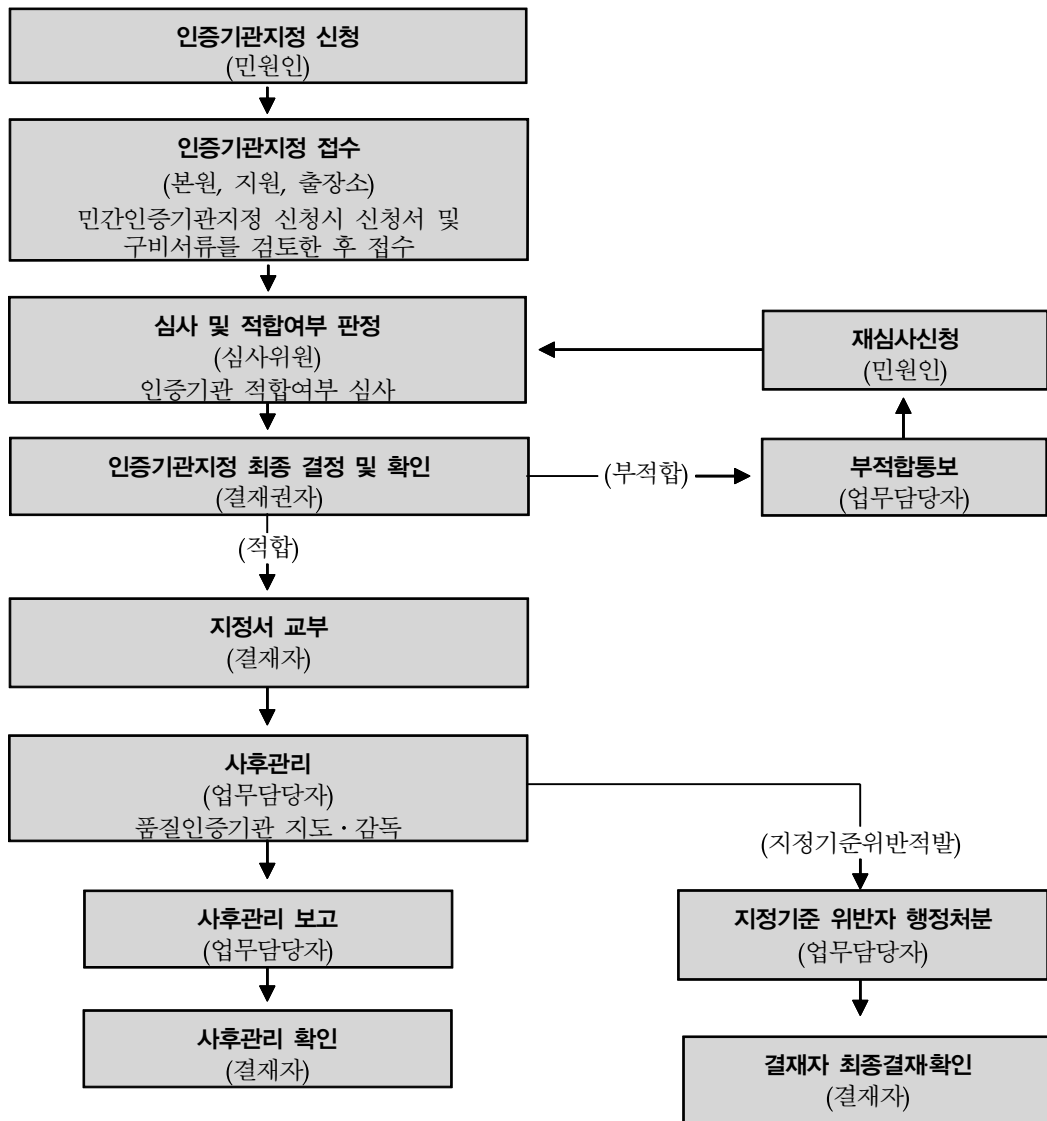 인증기관지정 신청
(민원인)
인증기관지정 접수
(본원, 지원, 출장소)
민간인증기관지정 신청시 신청서 및
구비서류를 검토한 후 접수
심사 및 적합여부 판정
(심사위원)
인증기관 적합여부 심사
재심사신청
(민원인)
인증기관지정 최종 결정 및 확인
(결재권자)
(부적합)
부적합통보
(업무담당자)
(적합)
지정서 교부
(결재자)
사후관리
(업무담당자)
품질인증기관 지도·감독
(지정기준위반적발)
사후관리 보고
(업무담당자)
지정기준 위반자 행정처분
(업무담당자)
사후관리 확인
(결재자)
결재자 최종결재·확인
(결재자)